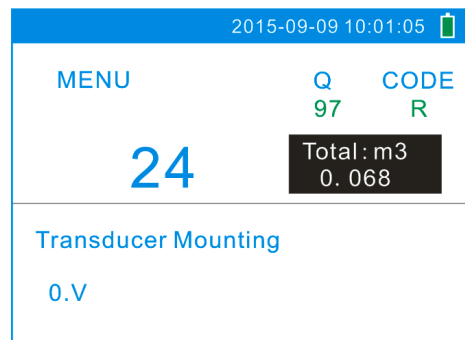 2015-09-09 10:01:05
MENU Q CODE
97 R
24 Total:m3
0.068
Transducer Mounting
0.V